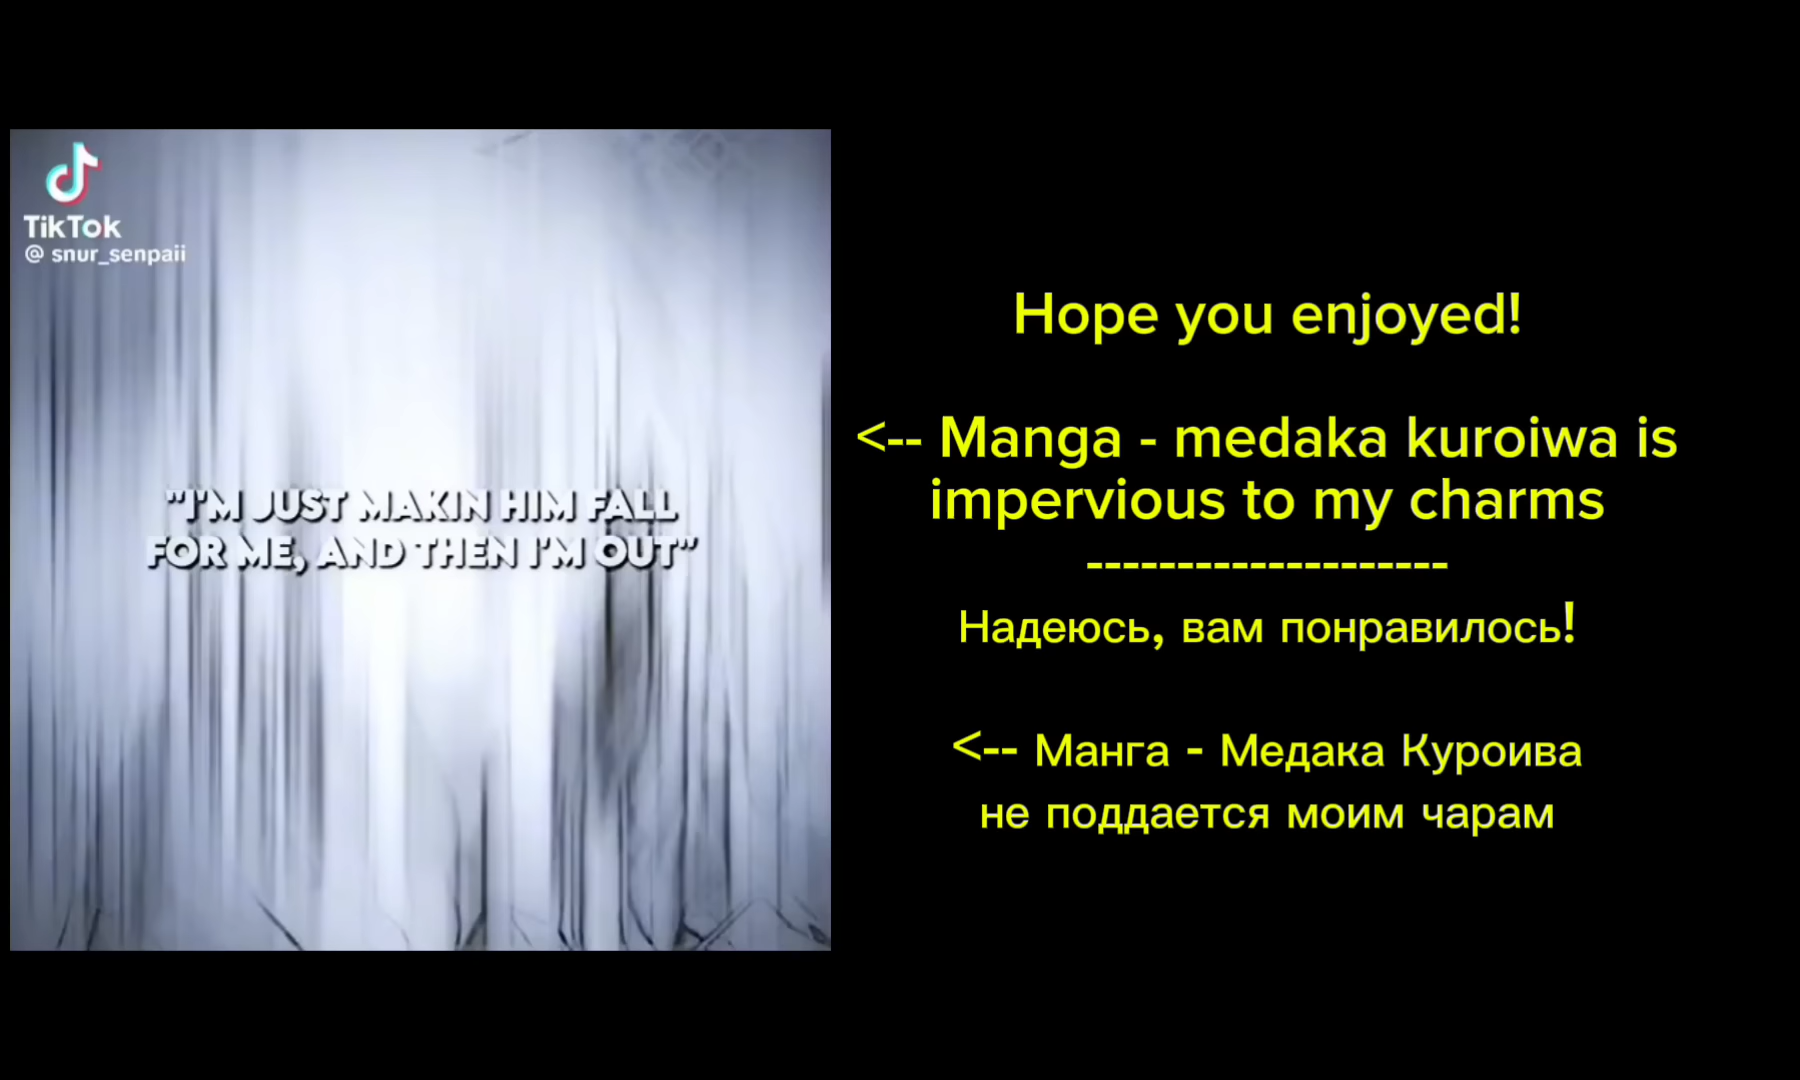 TikTok
@ snur_senpaii
"I'M JUST MAKIN HIM FALL
FOR ME, AND THEN I'M OUT"
Hope you enjoyed!
<-- Manga - medaka kuroiwa is
impervious to my charms
--------------------
Надеюсь, вам понравилось!
<-- Манга - Медака Куроива
не поддается моим чарам